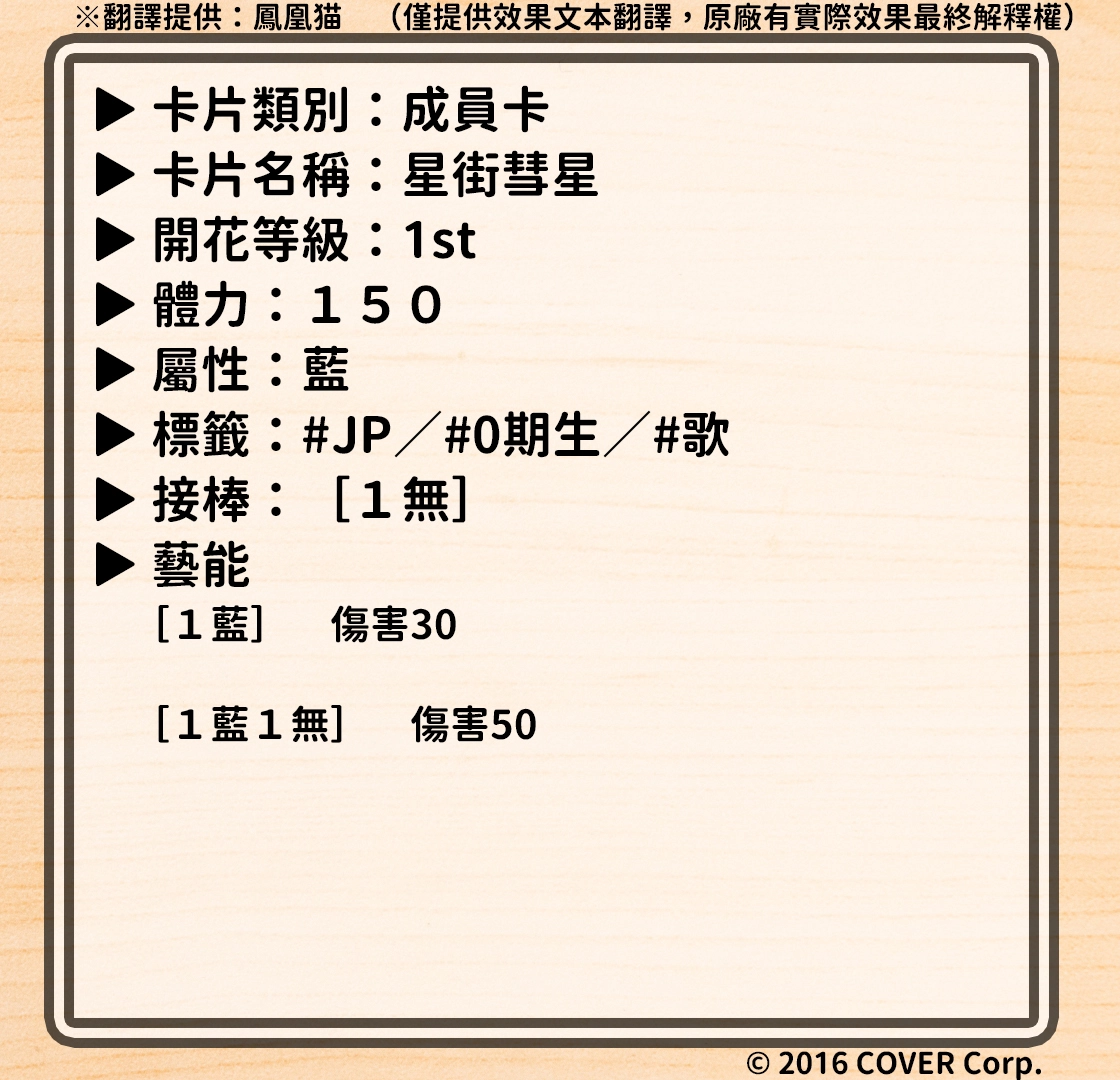 ※翻譯提供：鳳凰猫　（僅提供效果文本翻譯，原廠有實際效果最終解釋權）
▶ 卡片類別：成員卡
▶ 卡片名稱：星街彗星
▶ 開花等級：1st
▶ 體力：１５０
▶ 屬性：藍
▶ 標籤：#JP／#0期生／#歌
▶ 接棒：［１無］
▶ 藝能
［１藍］　傷害30
［１藍１無］　傷害50
© 2016 COVER Corp.